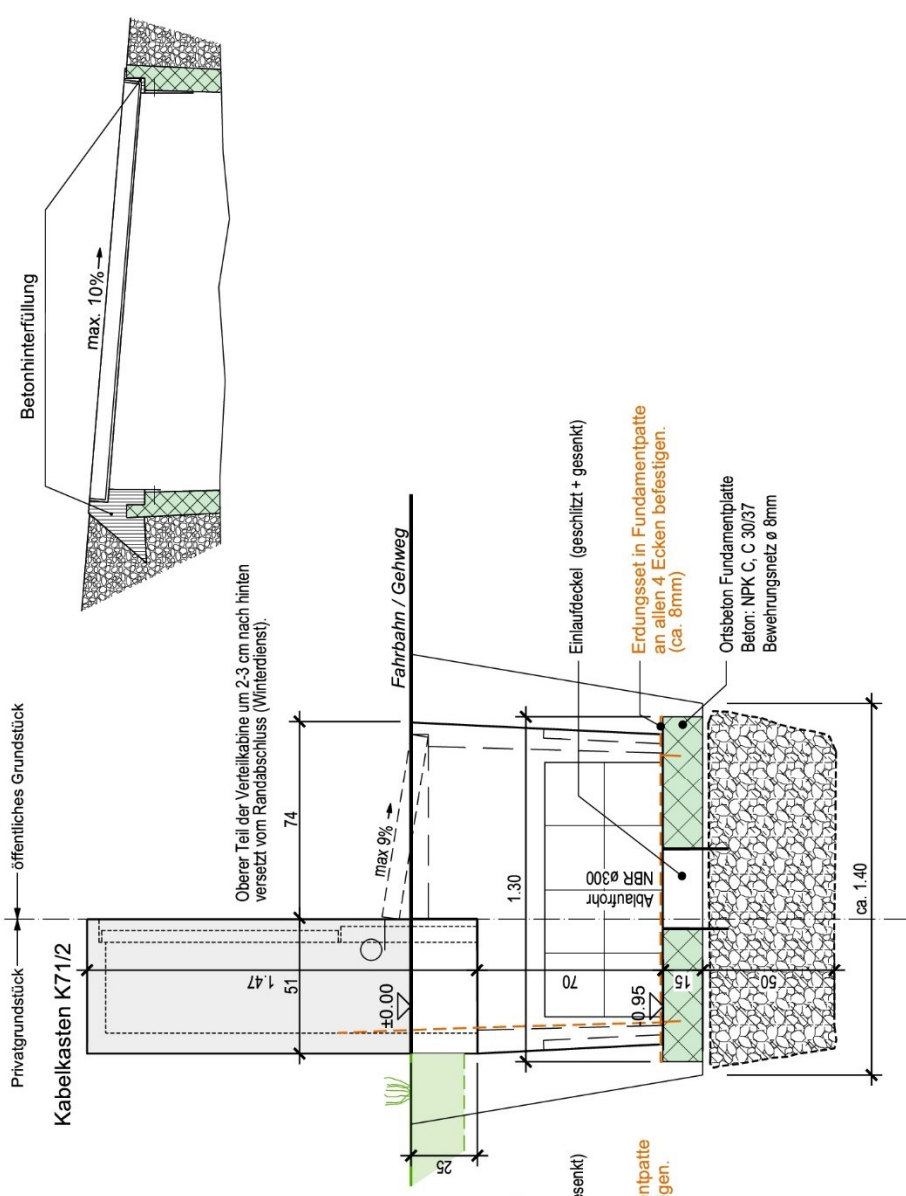 Betonhinterfüllung
max. 10%
Privatgrundstück
öffentliches Grundstück
Kabelkasten K71/2
Oberer Teil der Verteilkabine um 2-3 cm nach hinten
versetzt vom Randabschluss (Winterdienst).
74
51
1.47
max 9%
Fahrbahn / Gehweg
±0.00
25
1.30
70
Ablaufrohr
NBR ø300
Einlaufdeckel (geschlitzt + gesenkt)
Erdungsset in Fundamentpatte
an allen 4 Ecken befestigen.
(ca. 8mm)
-0.95
15
Ortsbeton Fundamentplatte
Beton: NPK C, C 30/37
Bewehrungsnetz ø 8mm
50
ca. 1.40
senkt)
ntpatte
gen.